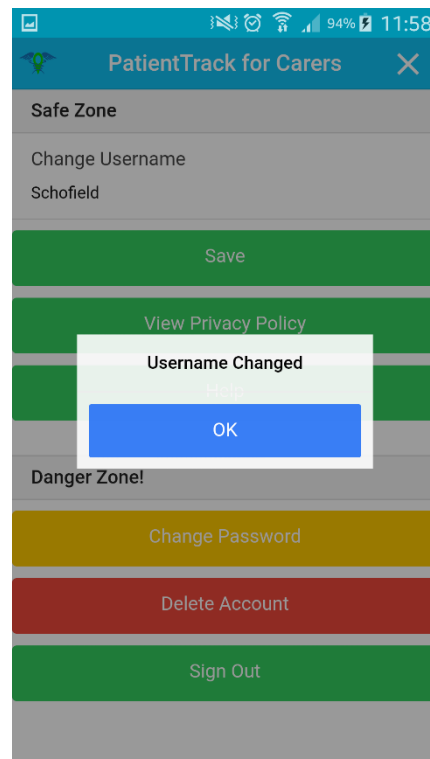 94% 11:58
PatientTrack for Carers
Safe Zone
Change Username
Schofield
Save
View Privacy Policy
Username Changed
Help
OK
Danger Zone!
Change Password
Delete Account
Sign Out